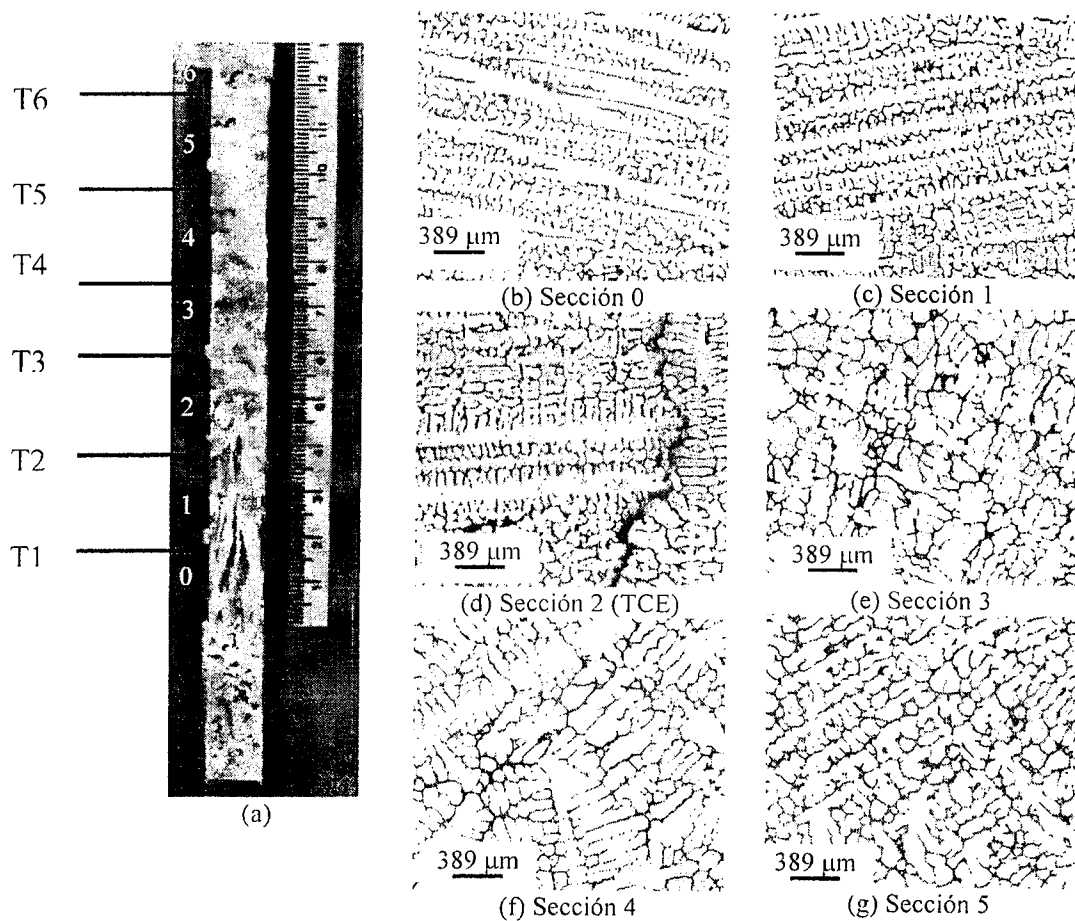 T6
T5
T4
T3
T2
T1
6
5
4
3
2
1
0
(a)
389 µm
(b) Sección 0
389 µm
(c) Sección 1
389 µm
(d) Sección 2 (TCE)
389 µm
(e) Sección 3
389 µm
(f) Sección 4
389 µm
(g) Sección 5